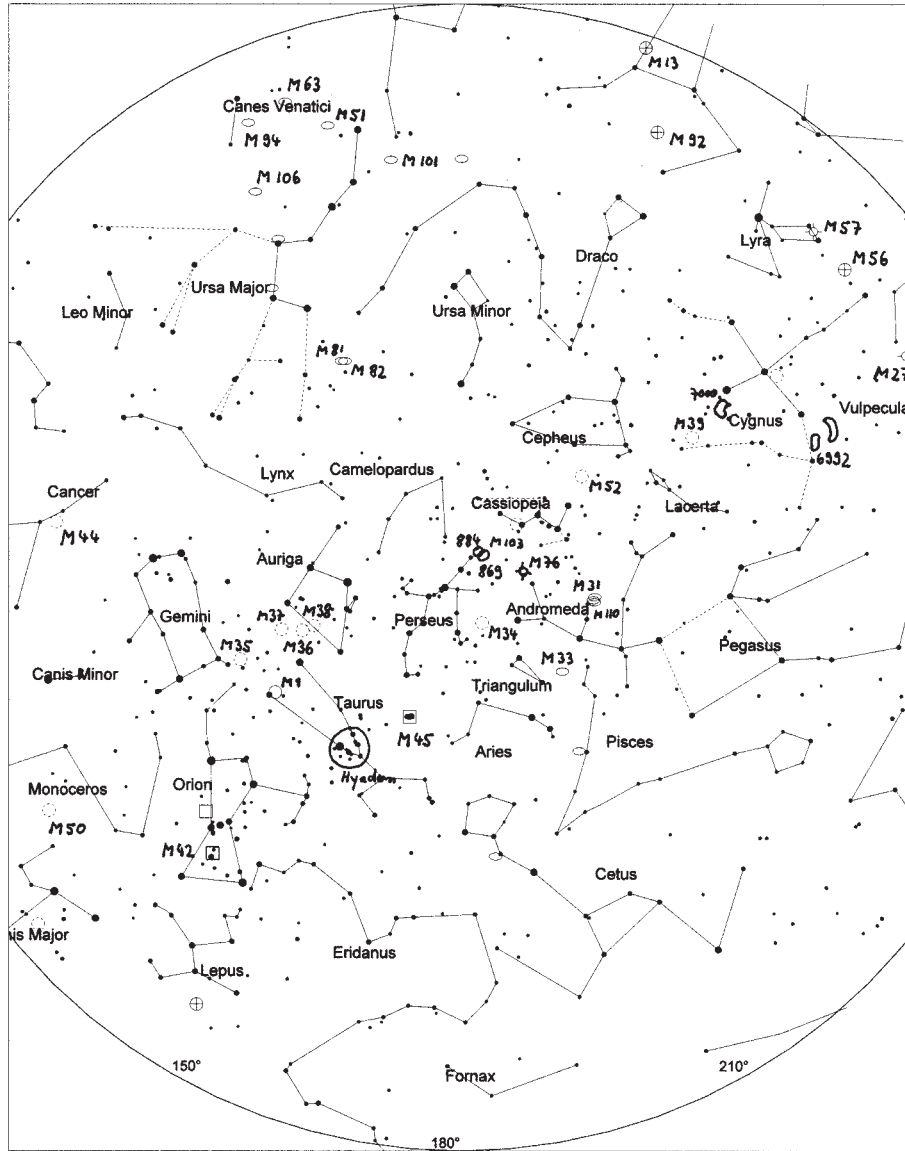 M13
M63
Canes Venatici
M51
M94
M92
M101
M106
M57
Lyra
M56
Draco
Ursa Major
Ursa Minor
Leo Minor
M81
M82
M27
7000
Cygnus
Vulpecula
M39
Cepheus
6992
Lynx
Camelopardus
M52
Cancer
Cassiopeia
Lacerta
M44
884
M103
Auriga
869
M76
M31
M110
Gemini
M37
M38
Perseus
Andromeda
M34
M36
M35
Pegasus
M33
Canis Minor
M1
Triangulum
Taurus
M45
Aries
Pisces
Hyaden
Monoceros
Orion
M50
M42
Cetus
nis Major
Eridanus
Lepus
150°
210°
Fornax
180°